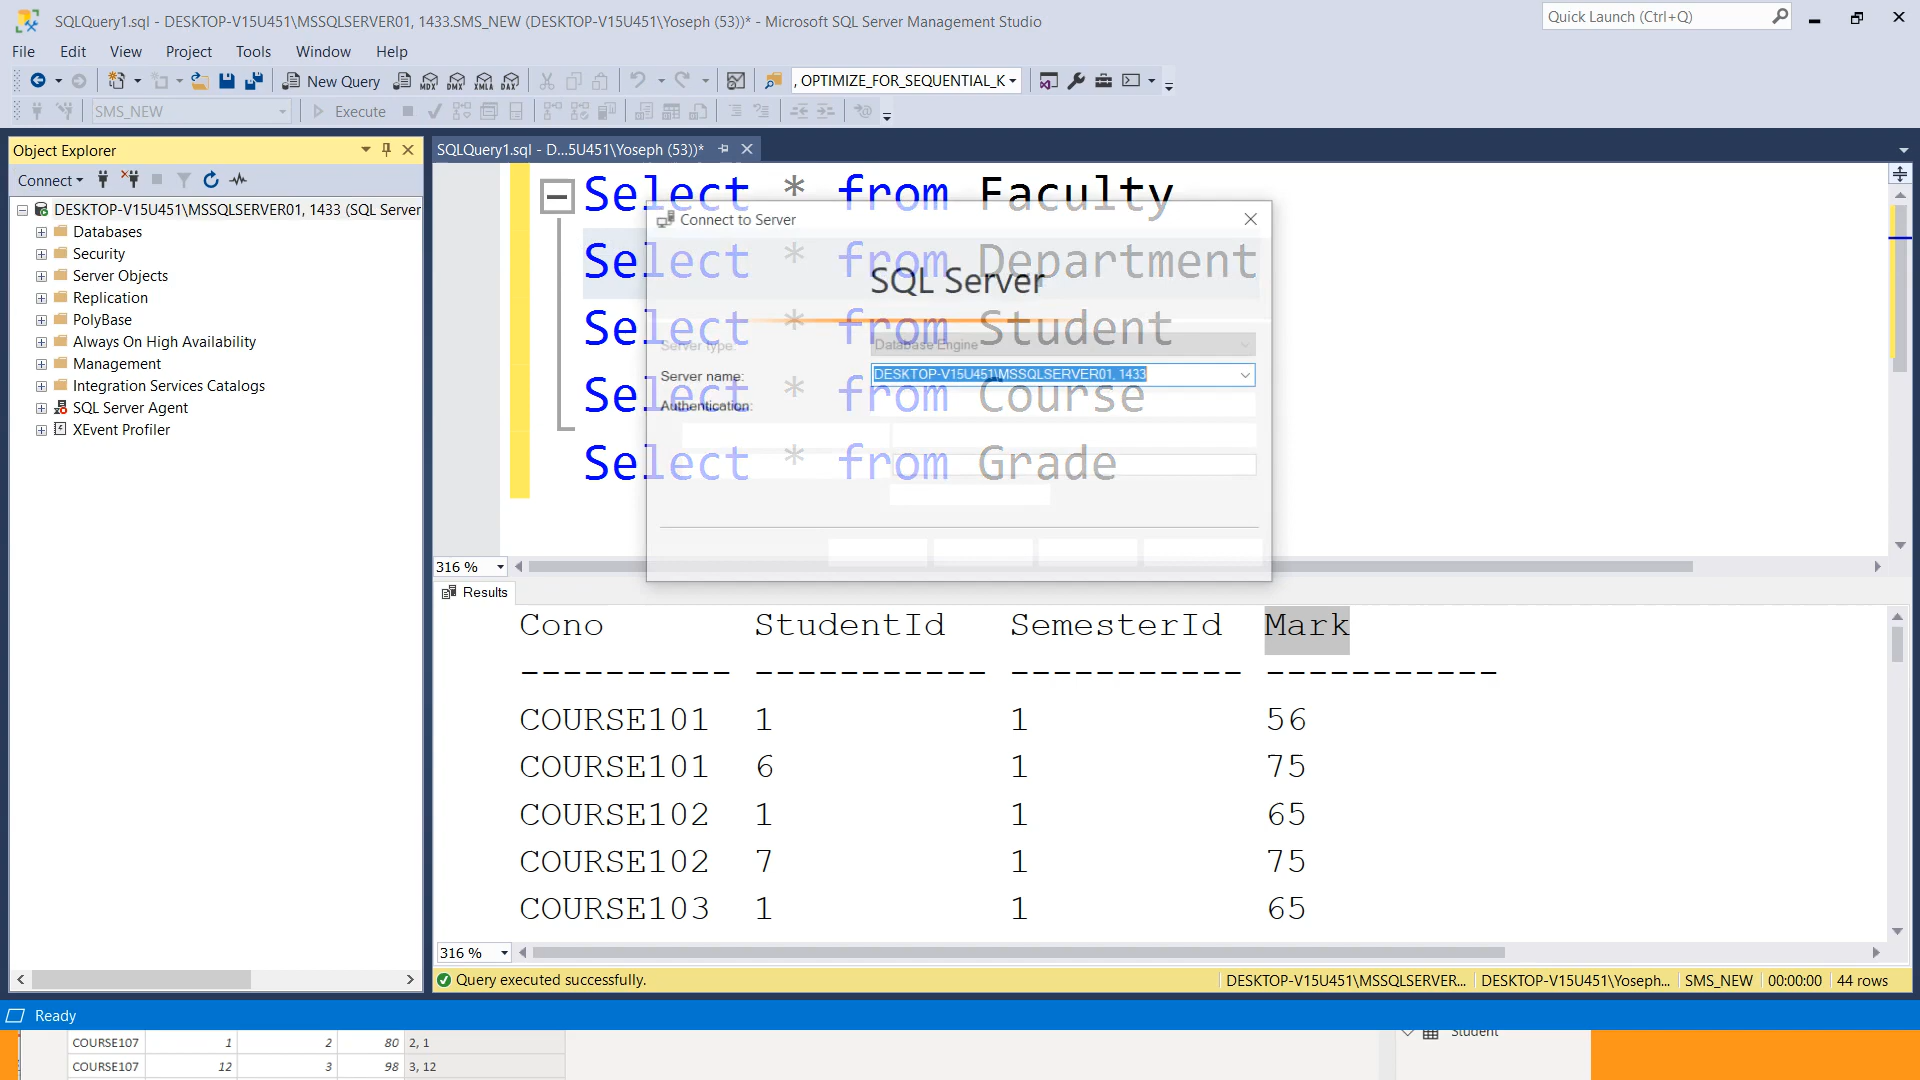 SQLQuery1.sql - DESKTOP-V15U451\MSSQLSERVER01, 1433.SMS_NEW (DESKTOP-V15U451\Yoseph (53))* - Microsoft SQL Server Management Studio
Quick Launch (Ctrl+Q)
File Edit View Project Tools Window Help
New Query MDX DMX XMLA DAX , OPTIMIZE_FOR_SEQUENTIAL_K
SMS_NEW Execute
Object Explorer
Connect
DESKTOP-V15U451\MSSQLSERVER01, 1433 (SQL Server
Databases
Security
Server Objects
Replication
PolyBase
Always On High Availability
Management
Integration Services Catalogs
SQL Server Agent
XEvent Profiler
SQLQuery1.sql - D...5U451\Yoseph (53))*
Select * from Faculty
Select * from Department
Select * from Student
Select * from Course
Select * from Grade
Connect to Server
SQL Server
Server type:
Database Engine
Server name:
DESKTOP-V15U451\MSSQLSERVER01, 1433
Authentication:
316 %
Results
Cono StudentId SemesterId Mark
---------- ----------- ----------- -----------
COURSE101 1 1 56
COURSE101 6 1 75
COURSE102 1 1 65
COURSE102 7 1 75
COURSE103 1 1 65
316 %
Query executed successfully.
DESKTOP-V15U451\MSSQLSERVER... DESKTOP-V15U451\Yoseph... SMS_NEW 00:00:00 44 rows
Ready
COURSE107 1 2 80 2, 1
COURSE107 12 3 98 3, 12
Student